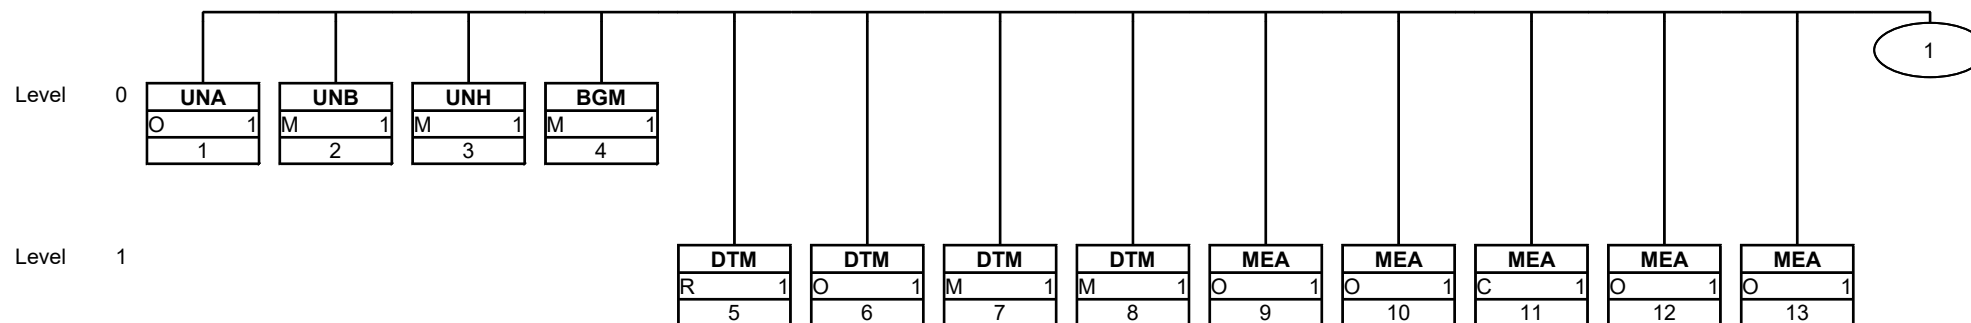 1
Level 0 UNA UNB UNH BGM
O 1 M 1 M 1 M 1
1 2 3 4
Level 1 DTM DTM DTM DTM MEA MEA MEA MEA MEA
R 1 O 1 M 1 M 1 O 1 O 1 C 1 O 1 O 1
5 6 7 8 9 10 11 12 13